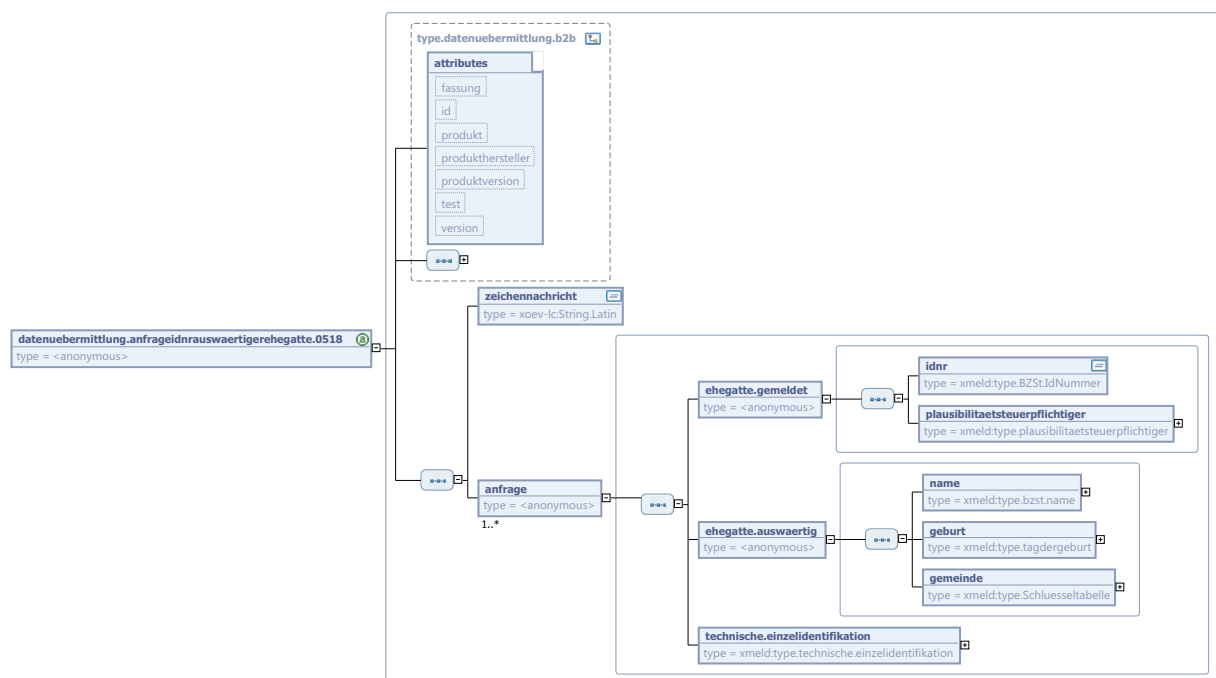 type.datenuebermittlung.b2b
attributes
fassung
id
produkt
produkthersteller
produktversion
test
version
zeichennachricht
type = xoev-lc:String.Latin
datenuebermittlung.anfrageidnrauswaertigerehegatte.0518
type = <anonymous>
anfrage
type = <anonymous>
1..*
ehegatte.gemeldet
type = <anonymous>
idnr
type = xmeld:type.BZSt.IdNummer
plausibilitaetsteuerpflichtiger
type = xmeld:type.plausibilitaetsteuerpflichtiger
ehegatte.auswaertig
type = <anonymous>
name
type = xmeld:type.bzst.name
geburt
type = xmeld:type.tagdergeburt
gemeinde
type = xmeld:type.Schluesseltabelle
technische.einzelidentifikation
type = xmeld:type.technische.einzelidentifikation